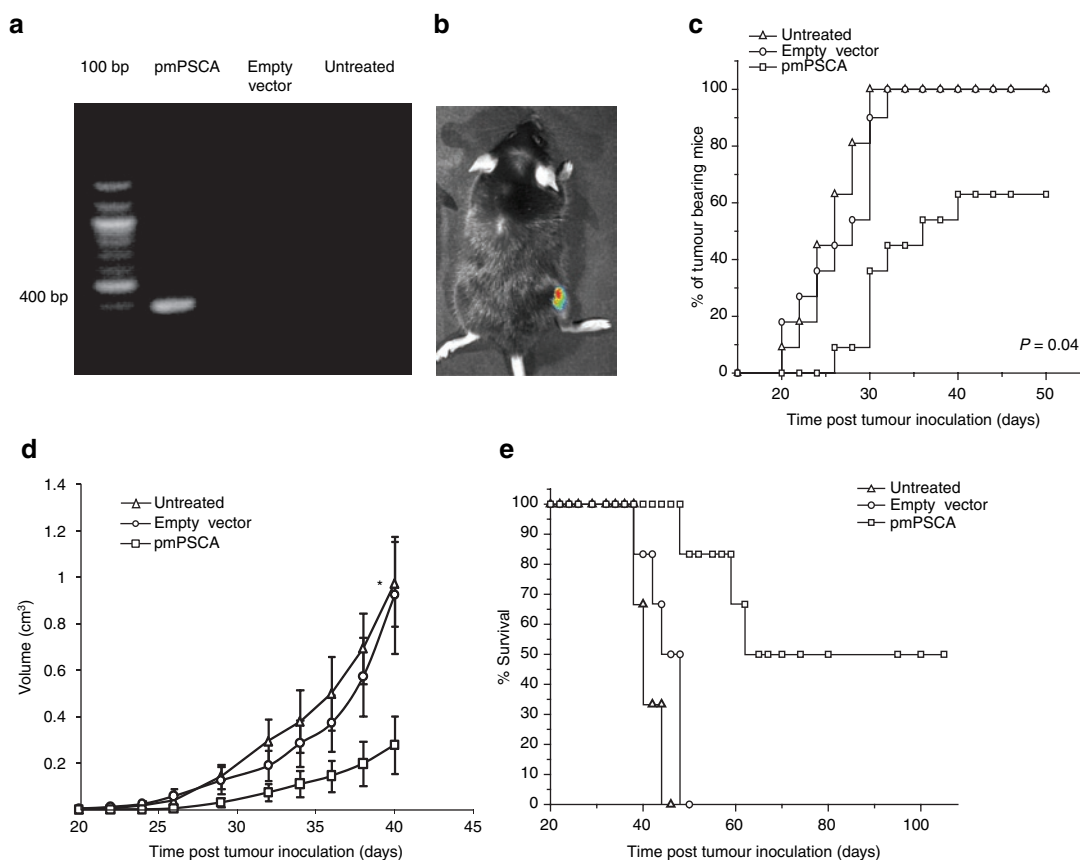 a
100 bp pmPSCA Empty vector Untreated
400 bp
b
c
Untreated
Empty vector
pmPSCA
% of tumour bearing mice
100
80
60
40
20
0
P = 0.04
20 30 40 50
Time post tumour inoculation (days)
d
Untreated
Empty vector
pmPSCA
Volume (cm³)
1.4
1.2
1
0.8
0.6
0.4
0.2
*
20 25 30 35 40 45
Time post tumour inoculation (days)
e
Untreated
Empty vector
pmPSCA
% Survival
100
90
80
70
60
50
40
30
20
10
0
20 40 60 80 100
Time post tumour inoculation (days)